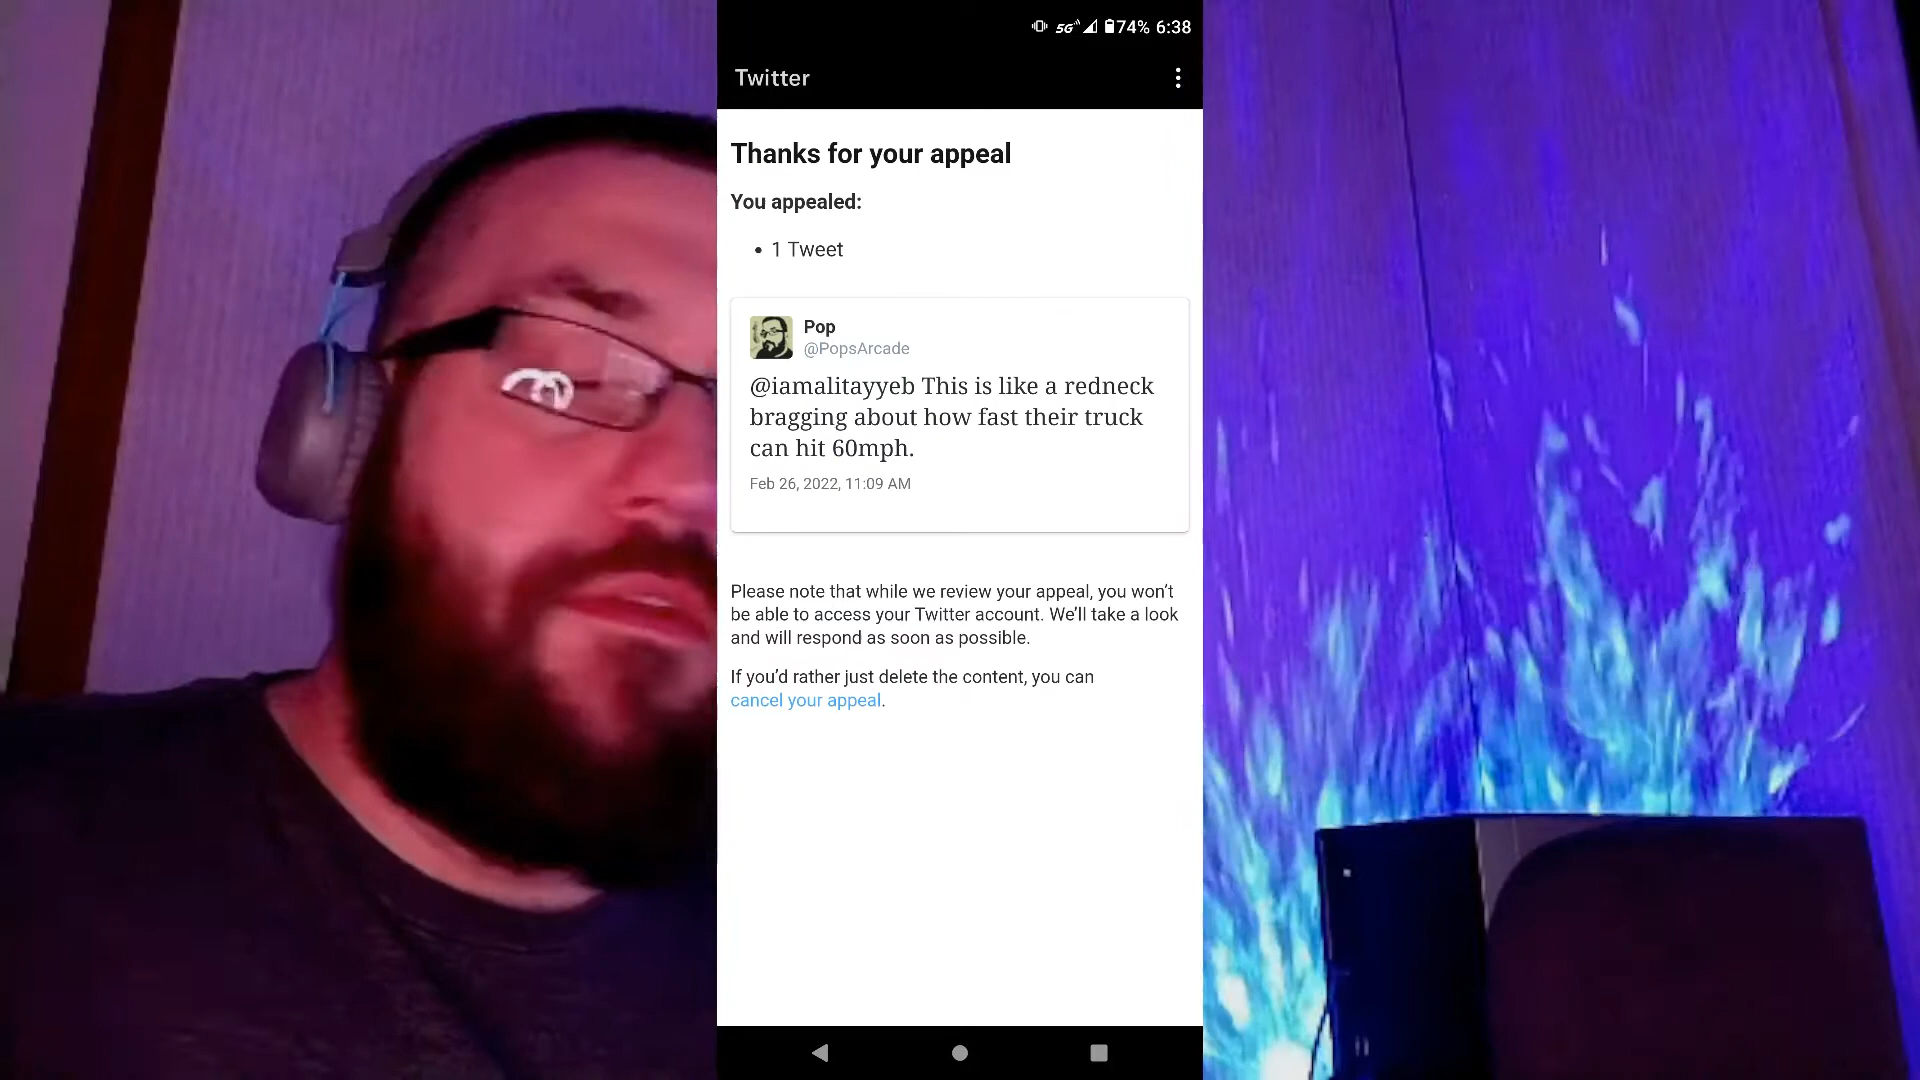 5G 74% 6:38
Twitter
Thanks for your appeal
You appealed:
• 1 Tweet
Pop
@PopsArcade
@iamalitayyeb This is like a redneck
bragging about how fast their truck
can hit 60mph.
Feb 26, 2022, 11:09 AM
Please note that while we review your appeal, you won’t
be able to access your Twitter account. We’ll take a look
and will respond as soon as possible.
If you’d rather just delete the content, you can
cancel your appeal.